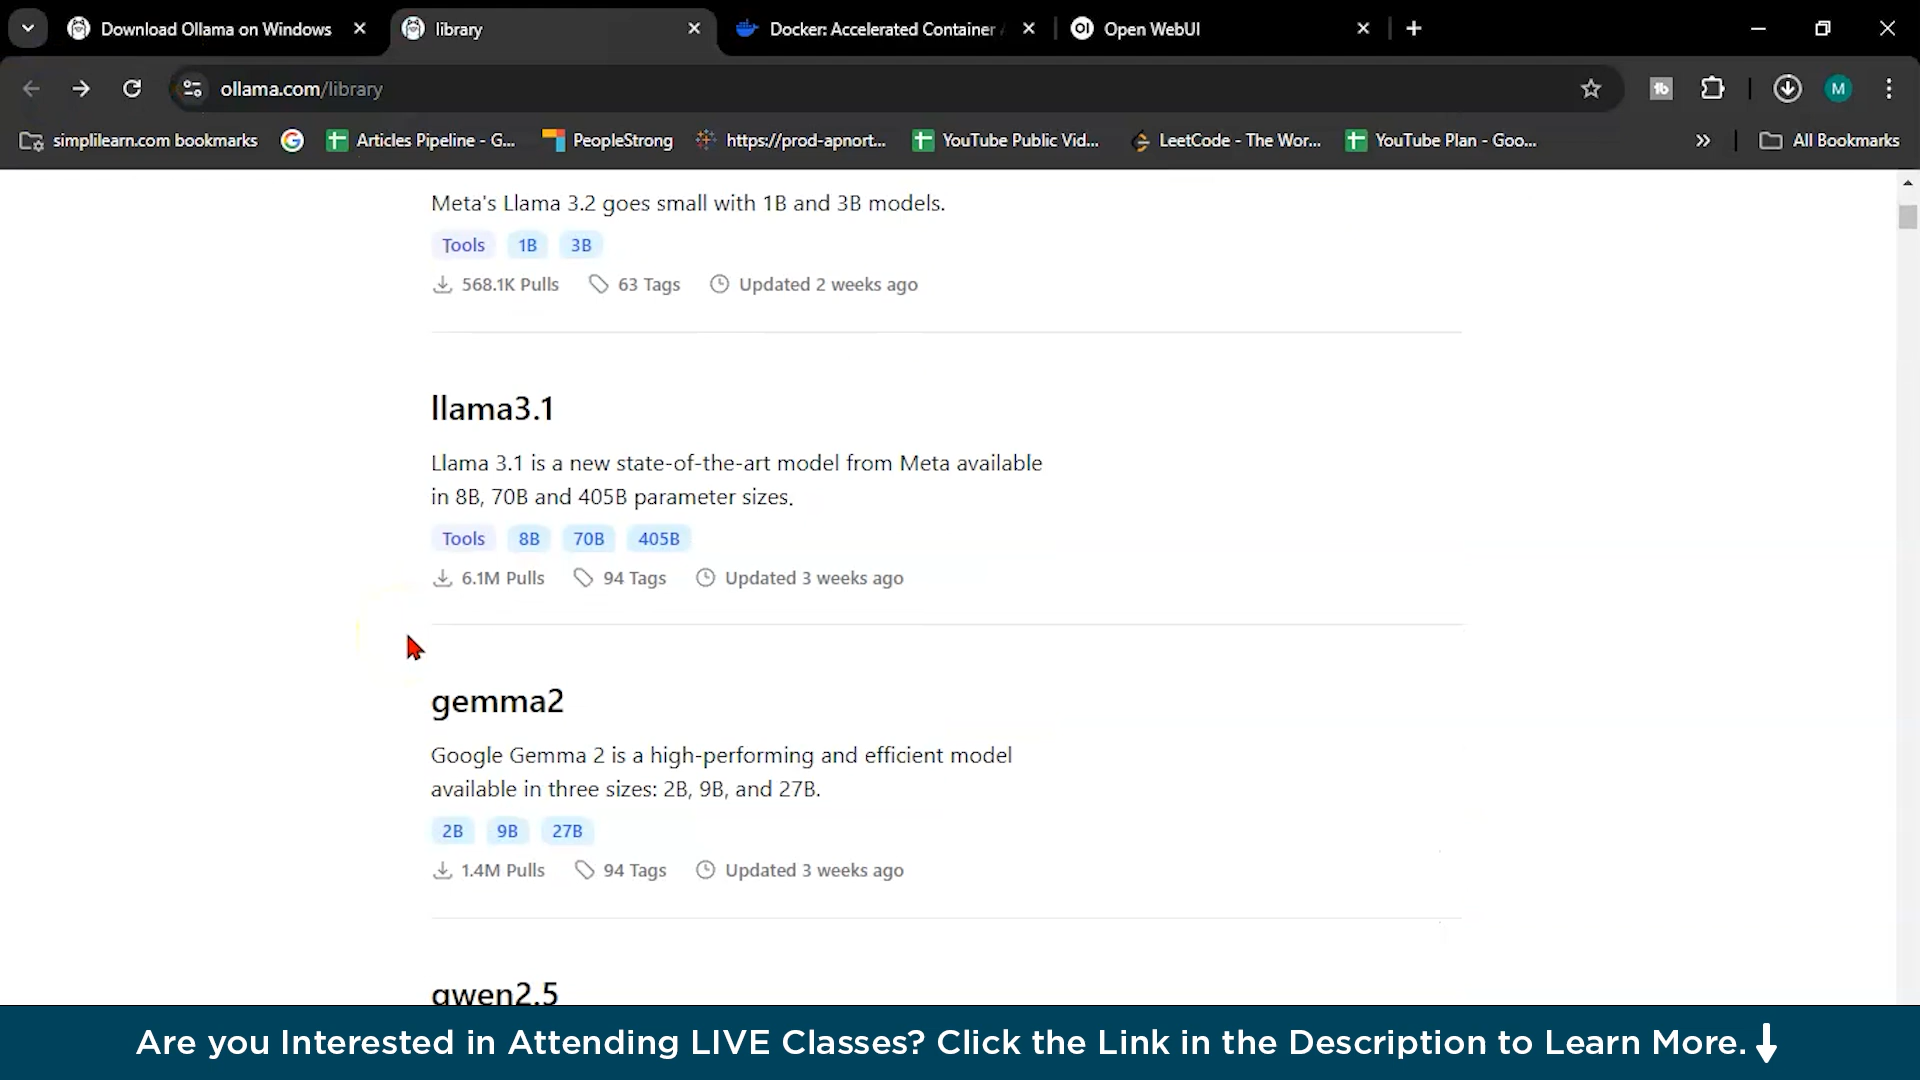 Download Ollama on Windows
library
Docker: Accelerated Container
Open WebUI
ollama.com/library
M
simplilearn.com bookmarks
Articles Pipeline - G...
PeopleStrong
https://prod-apnort...
YouTube Public Vid...
LeetCode - The Wor...
YouTube Plan - Goo...
All Bookmarks
Meta's Llama 3.2 goes small with 1B and 3B models.
Tools 1B 3B
568.1K Pulls 63 Tags Updated 2 weeks ago
llama3.1
Llama 3.1 is a new state-of-the-art model from Meta available
in 8B, 70B and 405B parameter sizes.
Tools 8B 70B 405B
6.1M Pulls 94 Tags Updated 3 weeks ago
gemma2
Google Gemma 2 is a high-performing and efficient model
available in three sizes: 2B, 9B, and 27B.
2B 9B 27B
1.4M Pulls 94 Tags Updated 3 weeks ago
qwen2.5
Are you Interested in Attending LIVE Classes? Click the Link in the Description to Learn More.